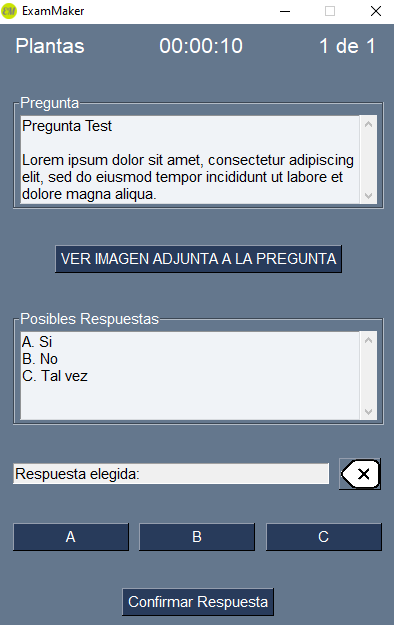 ExamMaker
Plantas 00:00:10 1 de 1
Pregunta
Pregunta Test
Lorem ipsum dolor sit amet, consectetur adipiscing
elit, sed do eiusmod tempor incididunt ut labore et
dolore magna aliqua.
VER IMAGEN ADJUNTA A LA PREGUNTA
Posibles Respuestas
A. Si
B. No
C. Tal vez
Respuesta elegida:
A B C
Confirmar Respuesta